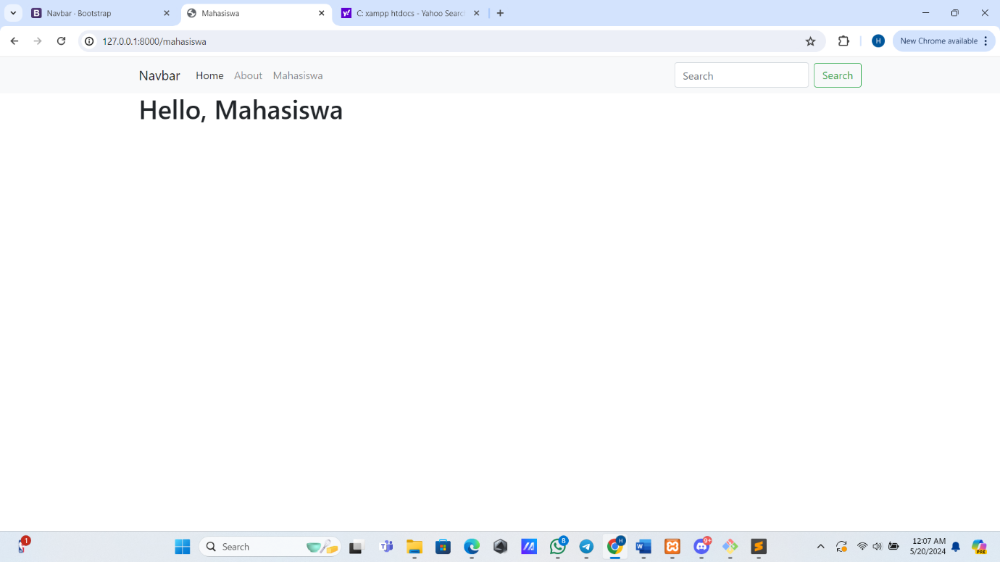 Navbar · Bootstrap
Mahasiswa
C: xampp htdocs - Yahoo Searc
127.0.0.1:8000/mahasiswa
H
New Chrome available
Navbar Home About Mahasiswa Search Search
Hello, Mahasiswa
1
Search
8
H
9+
12:07 AM
5/20/2024
PRE